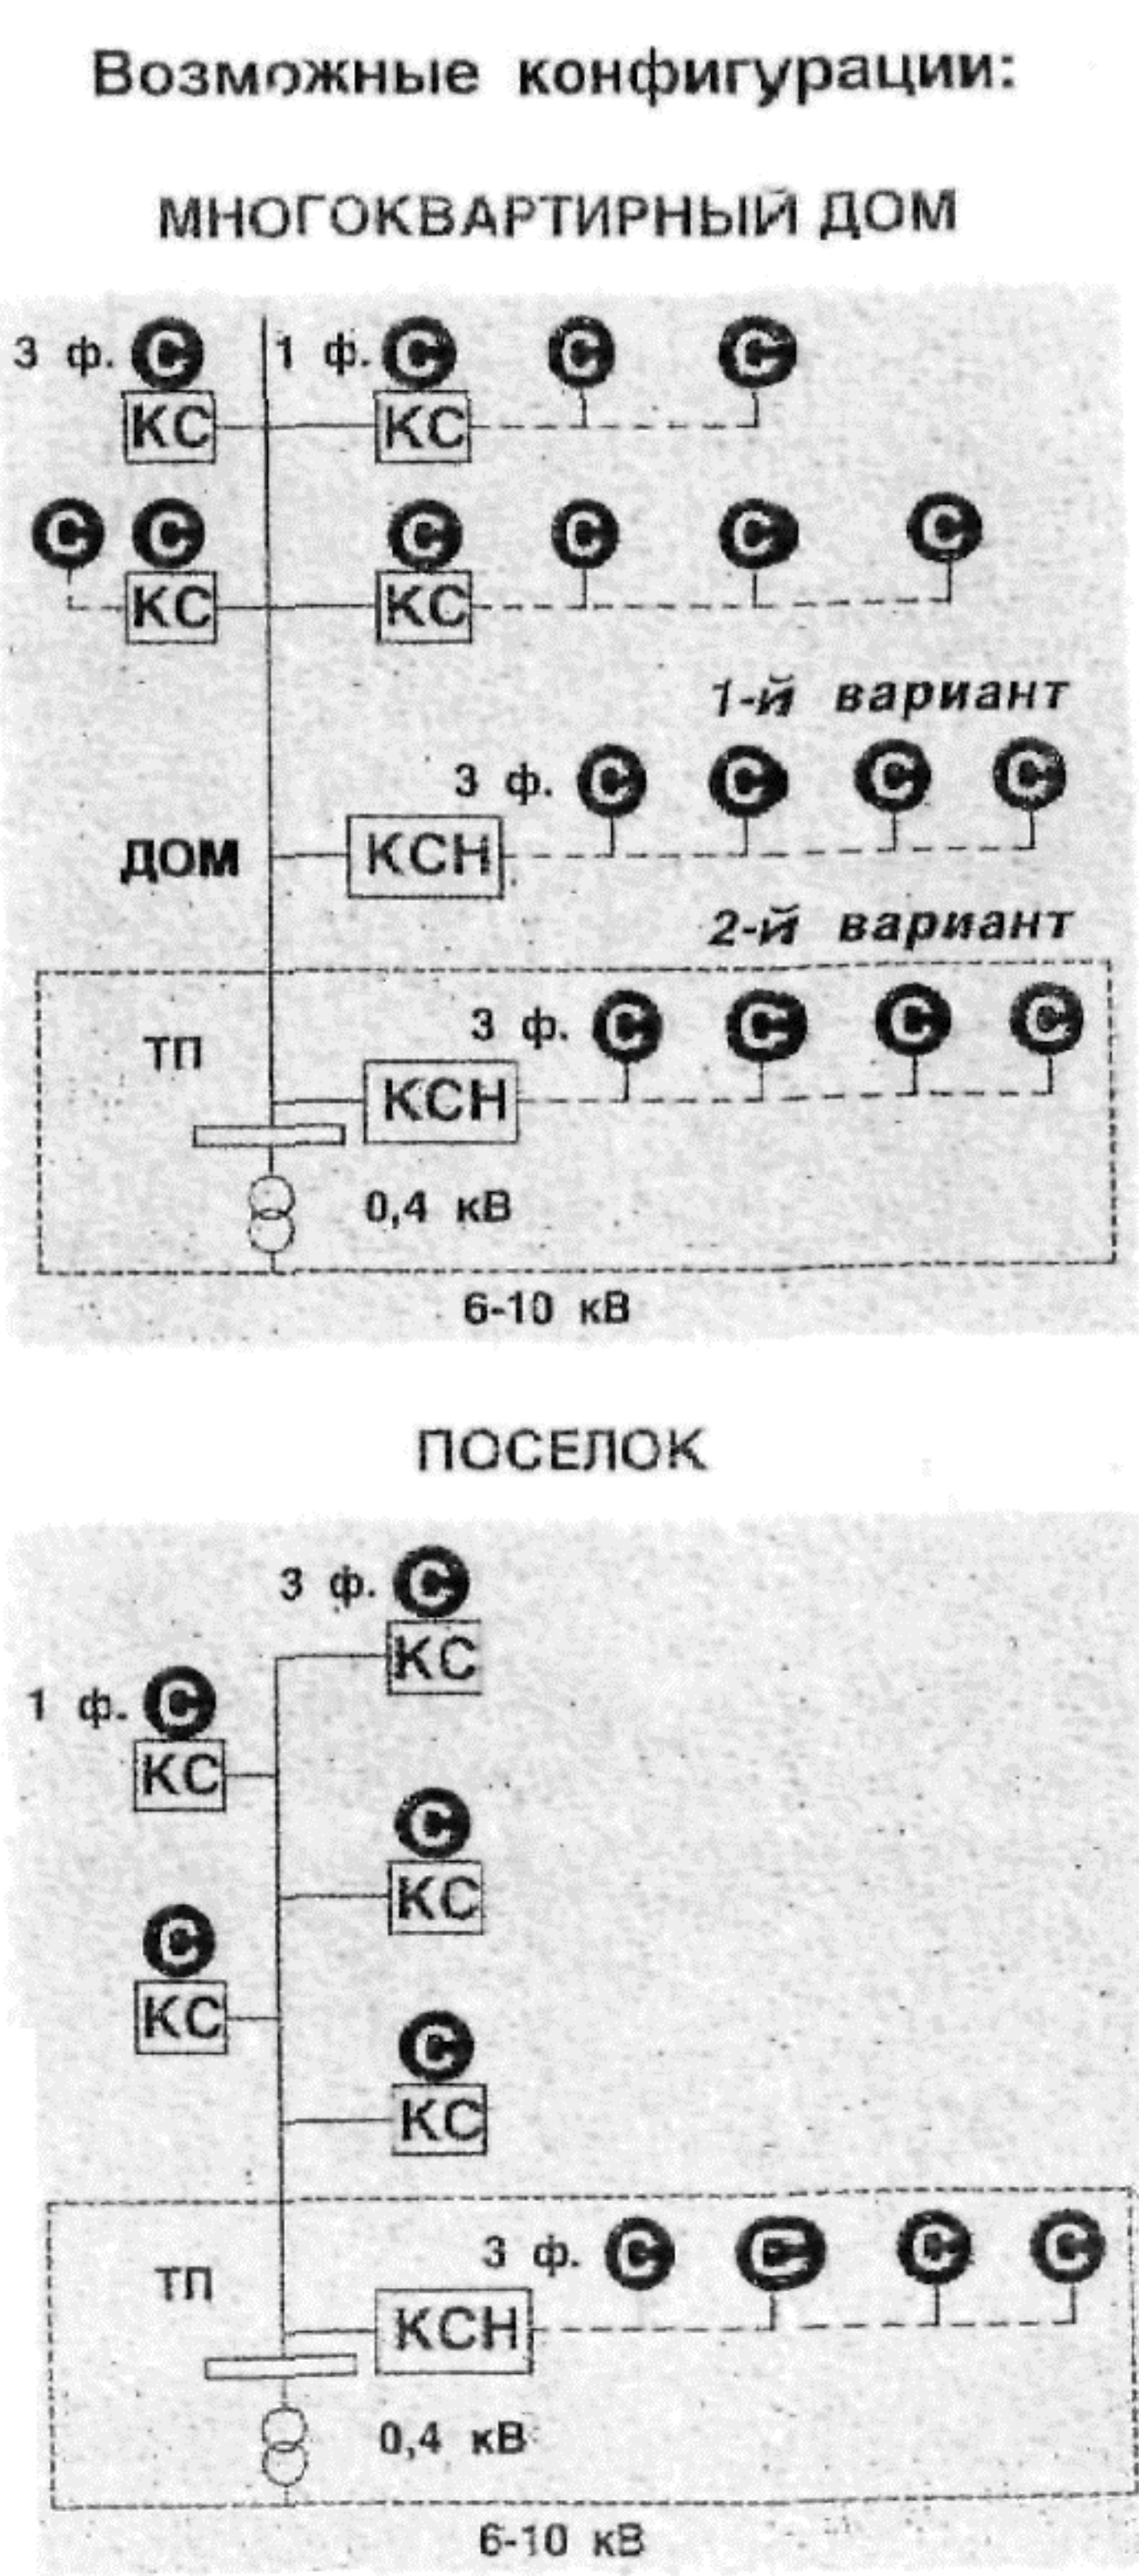 Возможные конфигурации:
МНОГОКВАРТИРНЫЙ ДОМ
3 ф. С 1 ф. С С С
КС КС
С С С С С С
КС КС
1-й вариант
3 ф. С С С С
ДОМ КСН
2-й вариант
3 ф. С С С С
ТП
КСН
0,4 кВ
6-10 кВ
ПОСЕЛОК
3 ф. С
КС
1 ф. С
КС
С
КС
С
КС
С
КС
3 ф. С С С С
ТП
КСН
0,4 кВ
6-10 кВ